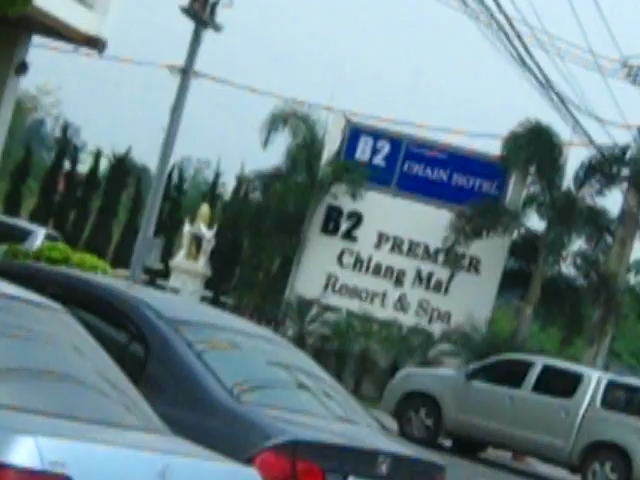 B2 CHAIN HOTEL
B2 PREMIER
Chiang Mai
Resort & Spa